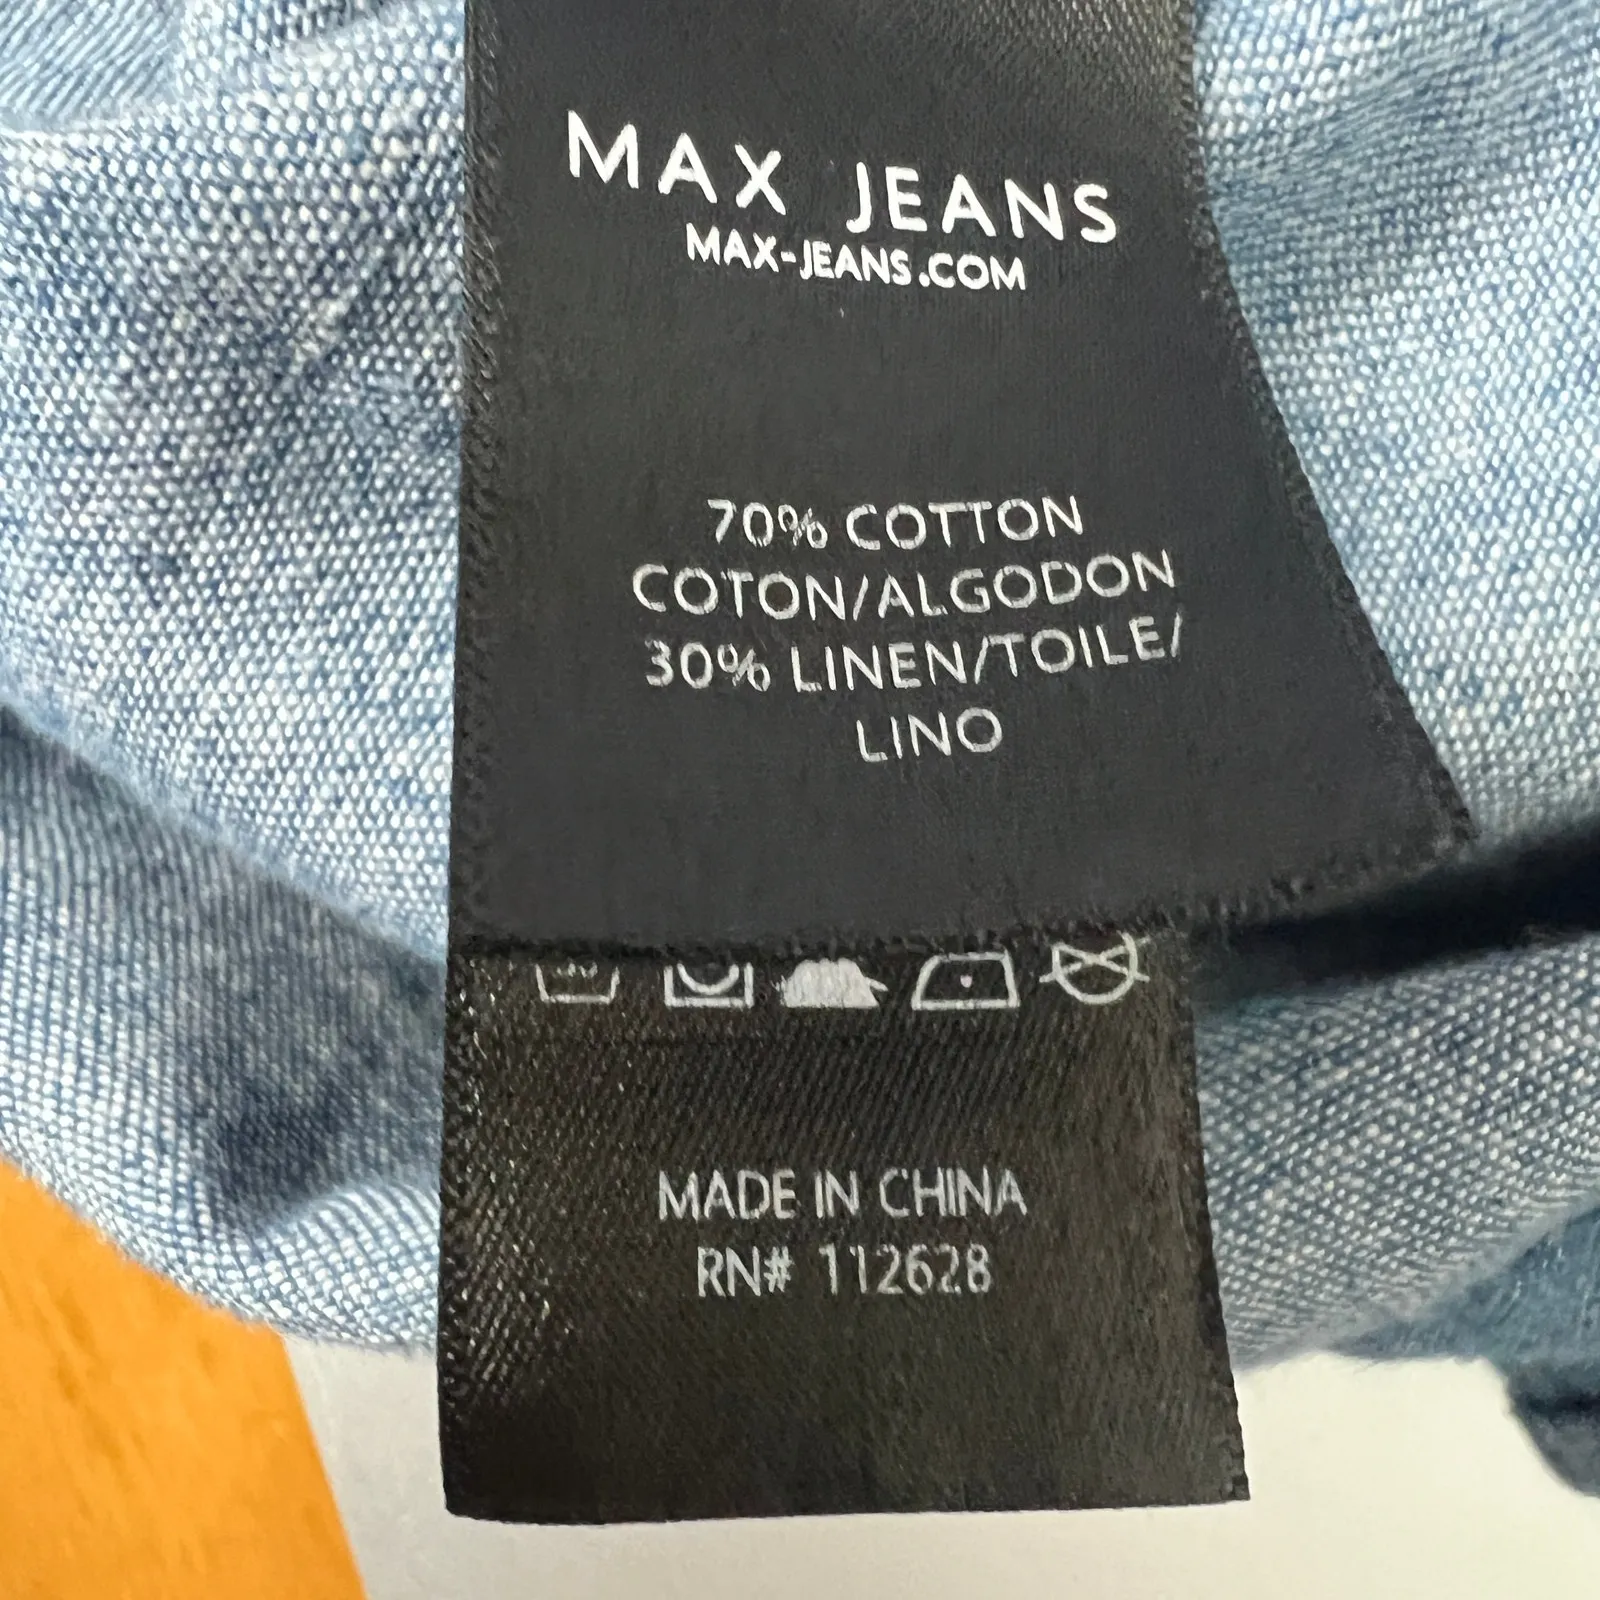 MAX JEANS
MAX-JEANS.COM
70% COTTON
COTON/ALGODON
30% LINEN/TOILE/
LINO
MADE IN CHINA
RN# 112628